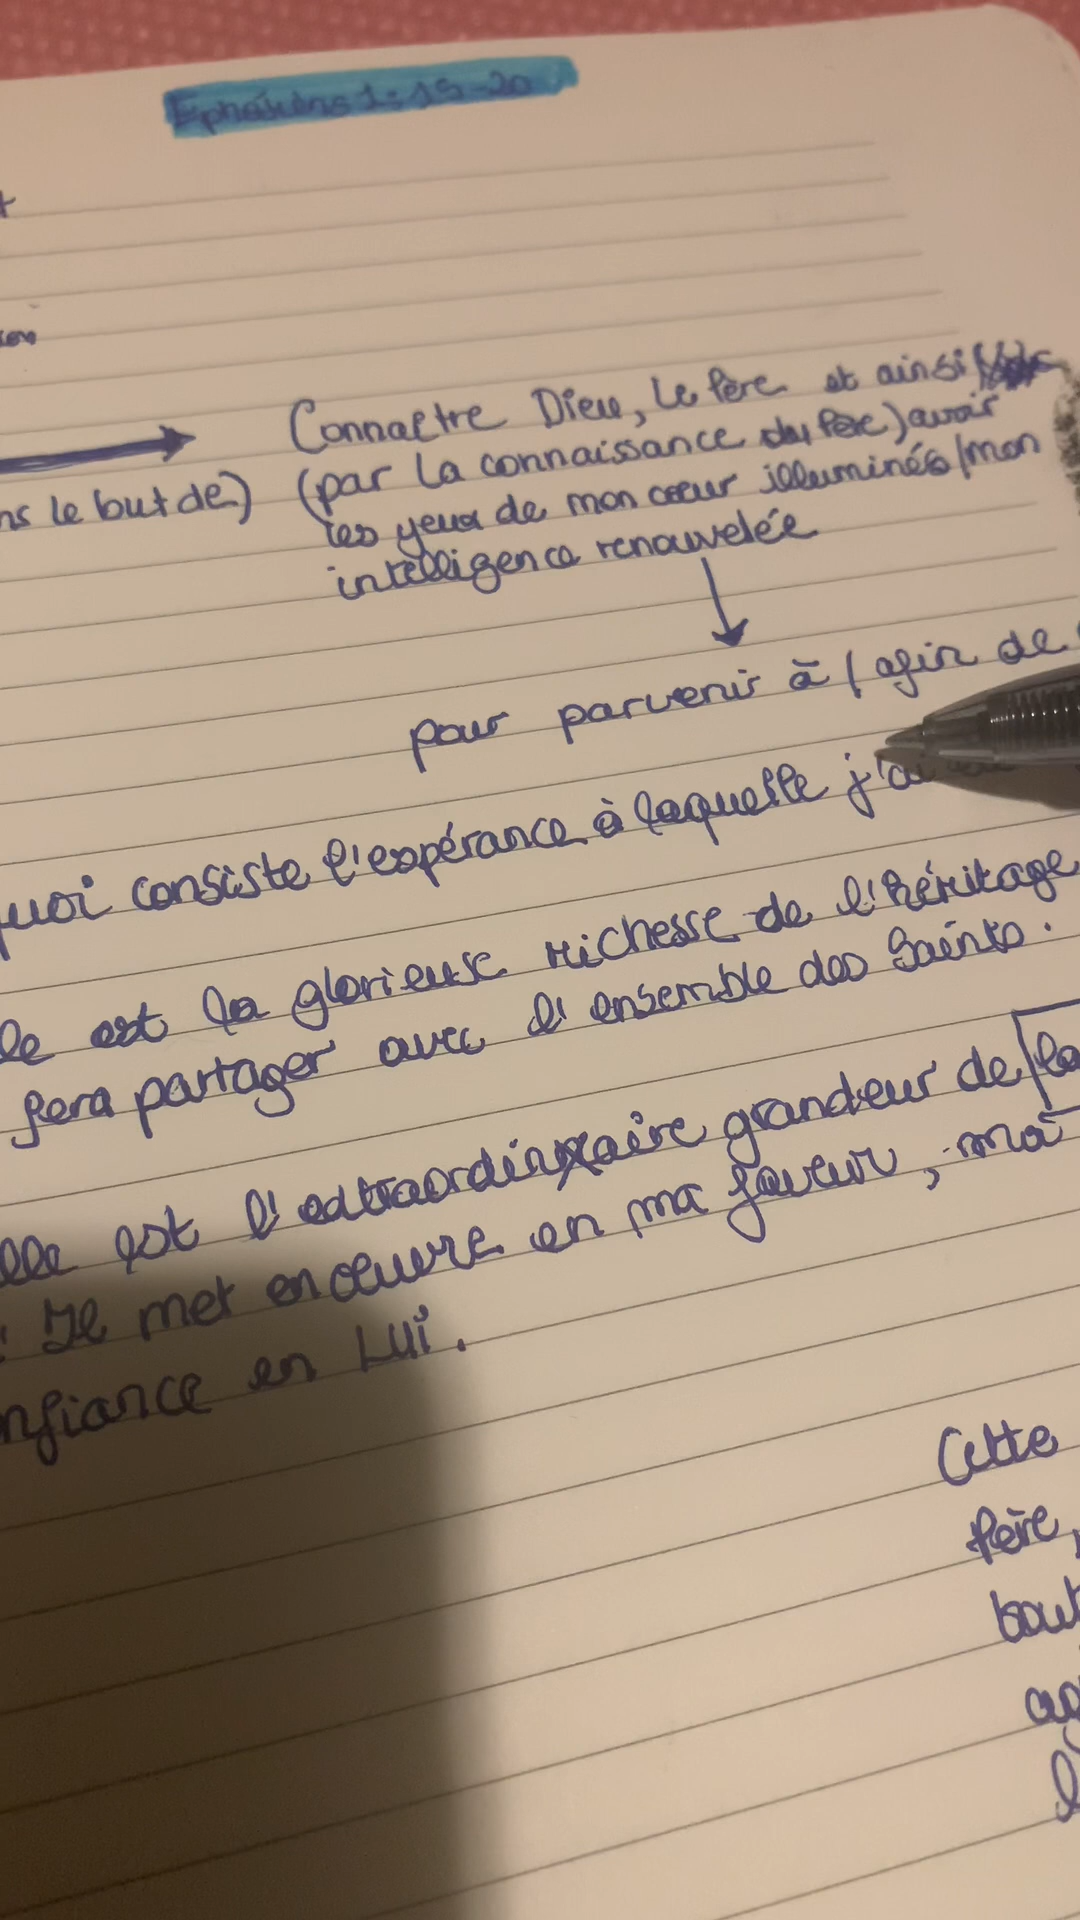 Ephésiens 1:15-20
Connaître Dieu, le Père et ainsi
ns le but de) (par la connaissance du Père) avoir
les yeux de mon cœur illuminés/mon
intelligence renouvelée
pour parvenir à / afin de
quoi consiste l'espérance à laquelle j'ai
le est la glorieuse richesse de l'héritage
fera partager avec l'ensemble des Saints.
elle est l'extraordinaire grandeur de la
Il met en œuvre en ma faveur, moi
nfiance en Lui.
Cette
Père,
but
l'